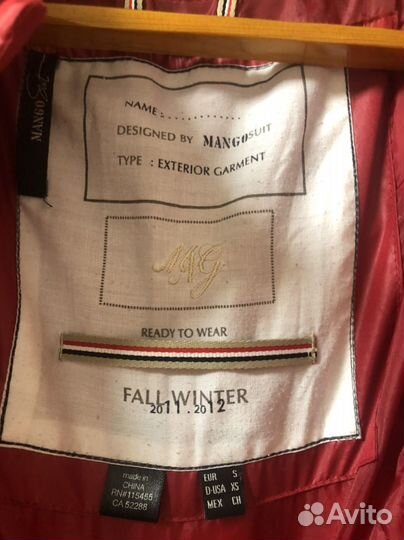 MANGO
NAME:............
DESIGNED BY MANGOSUIT
TYPE : EXTERIOR GARMENT
MNG
READY TO WEAR
FALL.WINTER
2011.2012
made in
CHINA
RN#115455
CA 52288
EUR S
D-USA XS
MEX CH
Avito